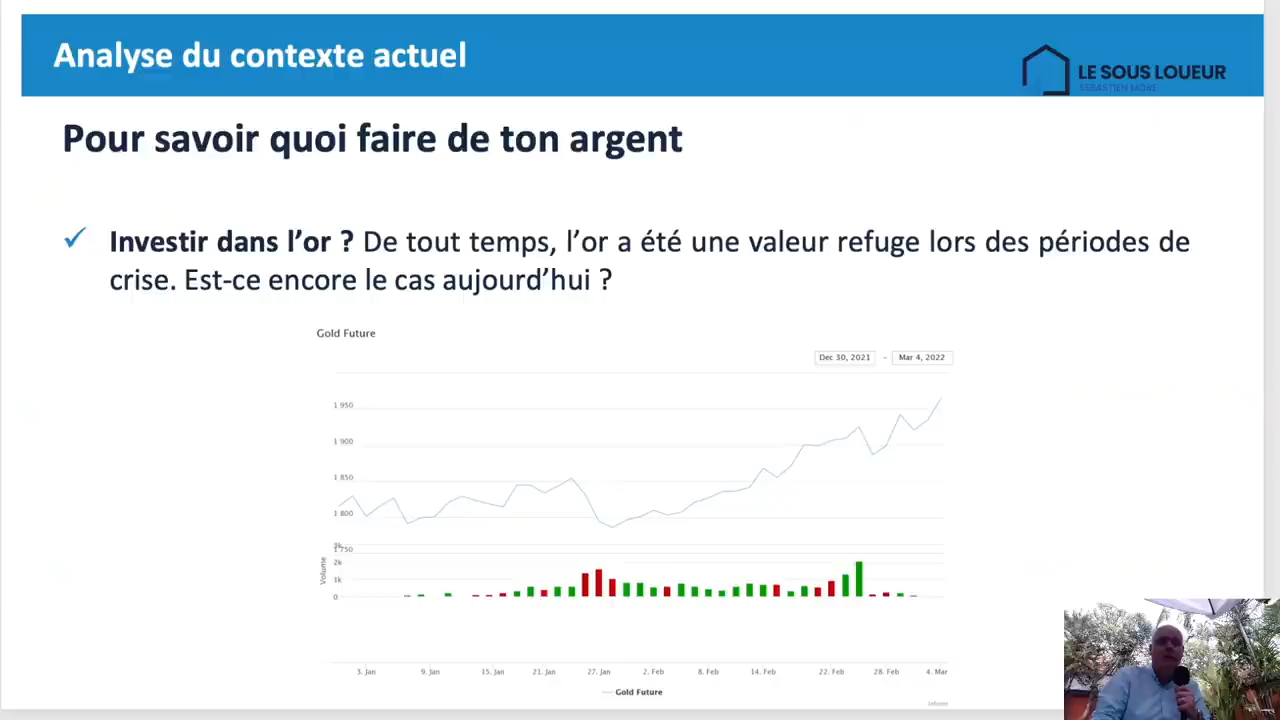 Analyse du contexte actuel
LE SOUS LOUEUR
SEBASTIEN MORE
Pour savoir quoi faire de ton argent
Investir dans l’or ? De tout temps, l’or a été une valeur refuge lors des périodes de
crise. Est-ce encore le cas aujourd’hui ?
Gold Future
Dec 30, 2021 - Mar 4, 2022
1 950
1 900
1 850
1 800
1 750
2k
1k
0
Volume
3. Jan 9. Jan 15. Jan 21. Jan 27. Jan 2. Feb 8. Feb 14. Feb 22. Feb 28. Feb 4. Mar
Gold Future